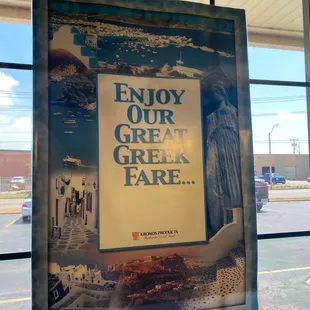 ENJOY
OUR
GREAT
GREEK
FARE...
KRONOS PRODUCTS